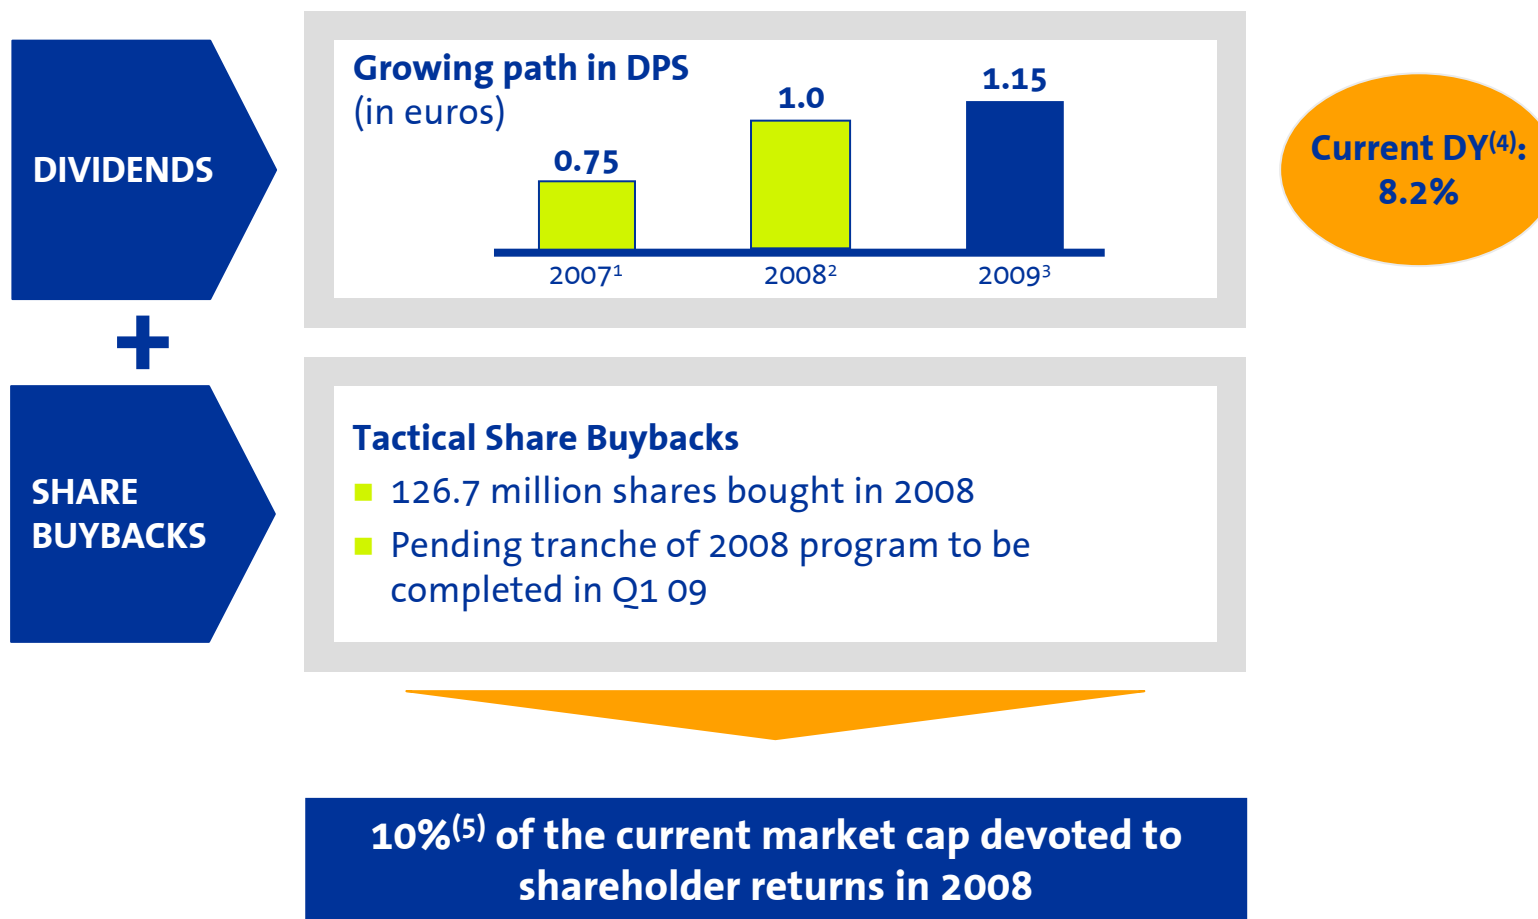 DIVIDENDS
Growing path in DPS
(in euros)
0.75
1.0
1.15
2007¹
2008²
2009³
Current DY⁽⁴⁾:
8.2%
+
SHARE
BUYBACKS
Tactical Share Buybacks
126.7 million shares bought in 2008
Pending tranche of 2008 program to be
completed in Q1 09
10%⁽⁵⁾ of the current market cap devoted to
shareholder returns in 2008